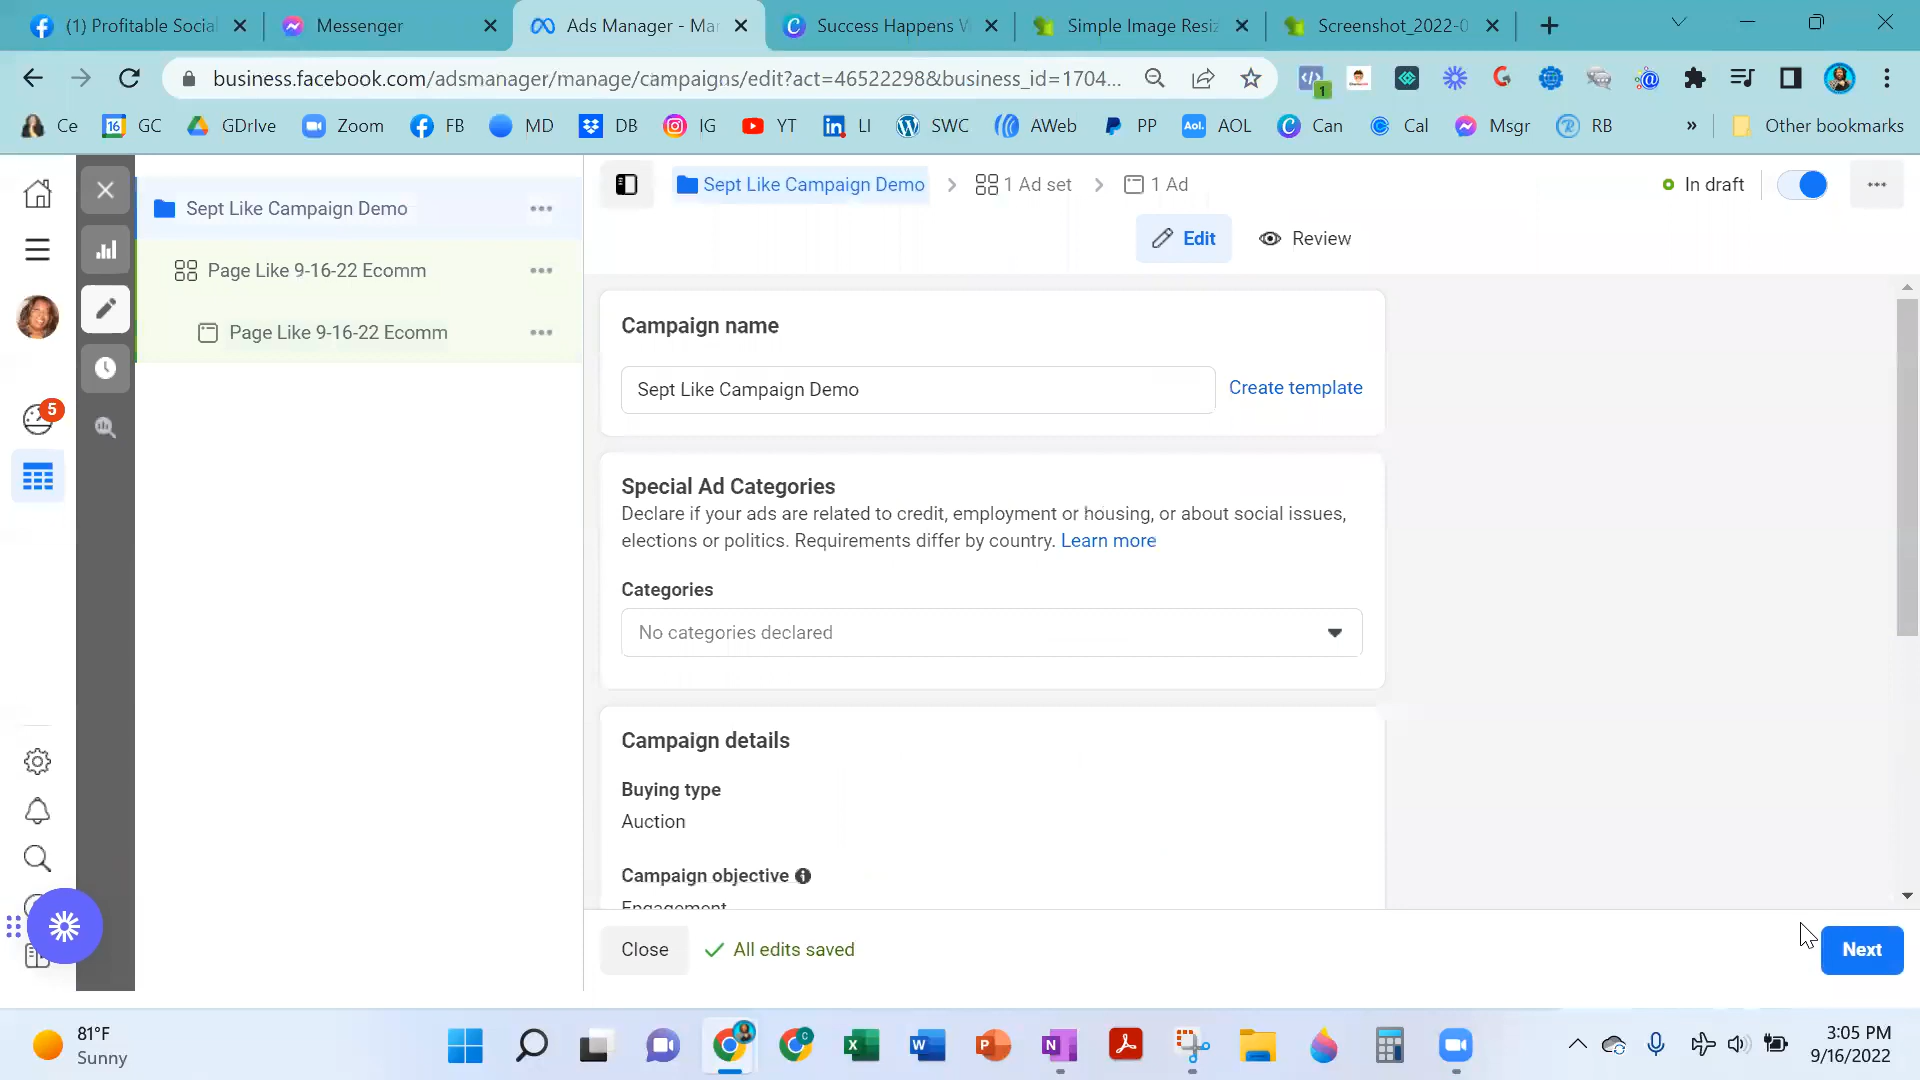 (1) Profitable Social
Messenger
Ads Manager - Mar
Success Happens W
Simple Image Resiz
Screenshot_2022-0
business.facebook.com/adsmanager/manage/campaigns/edit?act=46522298&business_id=1704...
1
Ce
16
GC
GDrive
Zoom
FB
MD
DB
IG
YT
LI
SWC
AWeb
PP
Aol.
AOL
Can
Cal
Msgr
RB
»
Other bookmarks
Sept Like Campaign Demo
Page Like 9-16-22 Ecomm
Page Like 9-16-22 Ecomm
5
Sept Like Campaign Demo
1 Ad set
1 Ad
In draft
Edit
Review
Campaign name
Sept Like Campaign Demo
Create template
Special Ad Categories
Declare if your ads are related to credit, employment or housing, or about social issues,
elections or politics. Requirements differ by country. Learn more
Categories
No categories declared
Campaign details
Buying type
Auction
Campaign objective
Engagement
Close
All edits saved
Next
81°F
Sunny
3:05 PM
9/16/2022